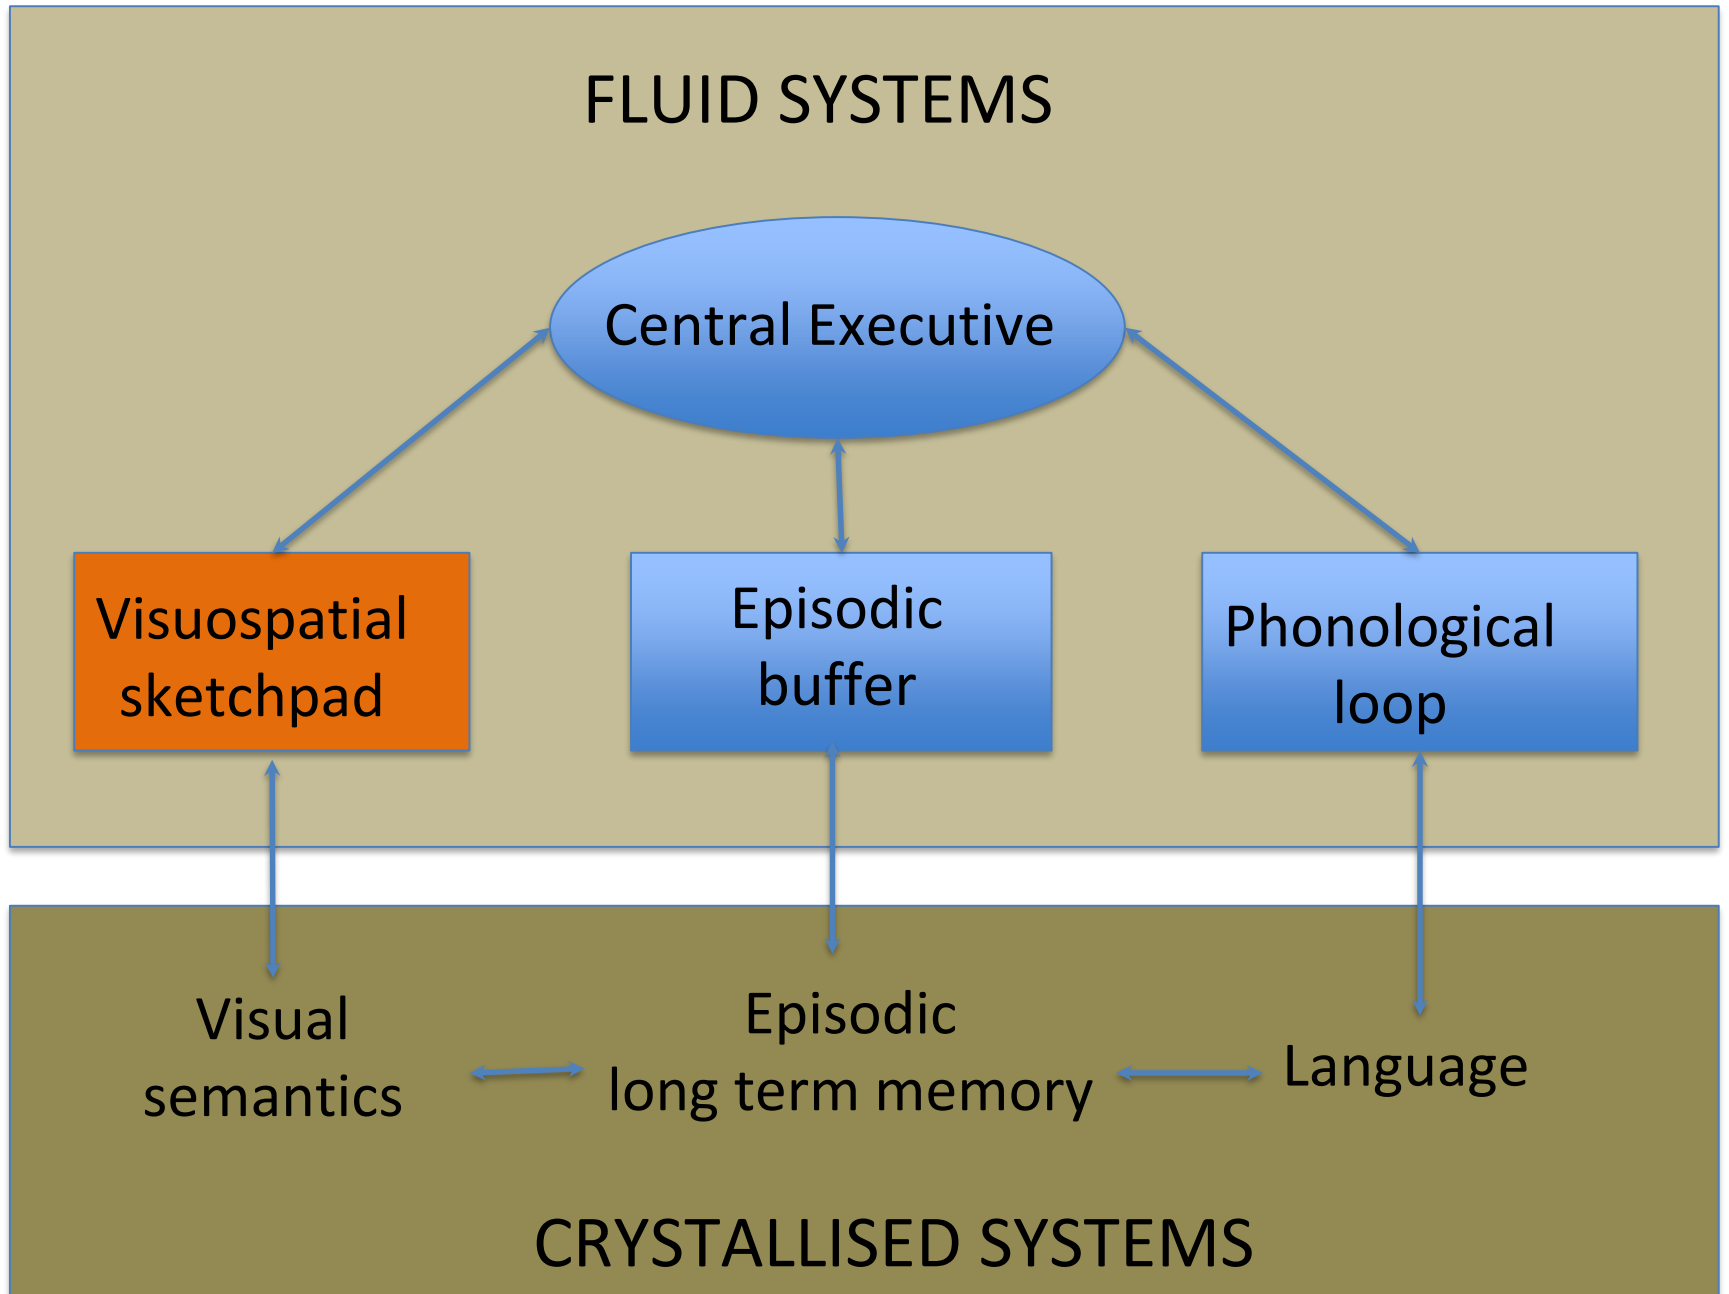 FLUID SYSTEMS
Central Executive
Visuospatial
sketchpad
Episodic
buffer
Phonological
loop
Visual
semantics
Episodic
long term memory
Language
CRYSTALLISED SYSTEMS